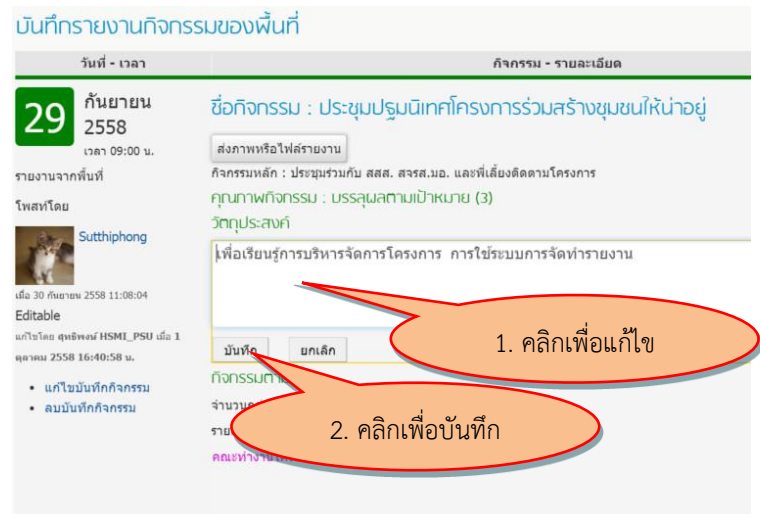 บันทึกรายงานกิจกรรมของพื้นที่
วันที่ - เวลา
กิจกรรม - รายละเอียด
29
กันยายน
2558
เวลา 09:00 น.
รายงานจากพื้นที่
โพสท์โดย
Sutthiphong
เมื่อ 30 กันยายน 2558 11:08:04
Editable
แก้ไขโดย สุทธิพงษ์ HSMI_PSU เมื่อ 1
ตุลาคม 2558 16:40:58 น.
• แก้ไขบันทึกกิจกรรม
• ลบบันทึกกิจกรรม
ชื่อกิจกรรม : ประชุมปฐมนิเทศโครงการร่วมสร้างชุมชนให้น่าอยู่
ส่งภาพหรือไฟล์รายงาน
กิจกรรมหลัก : ประชุมร่วมกับ สสส. สจรส.มอ. และพี่เลี้ยงติดตามโครงการ
คุณภาพกิจกรรม : บรรลุผลตามเป้าหมาย (3)
วัตถุประสงค์
เพื่อเรียนรู้การบริหารจัดการโครงการ การใช้ระบบการจัดทำรายงาน
1. คลิกเพื่อแก้ไข
บันทึก
ยกเลิก
กิจกรรมตาม
2. คลิกเพื่อบันทึก
คณะทำงาน